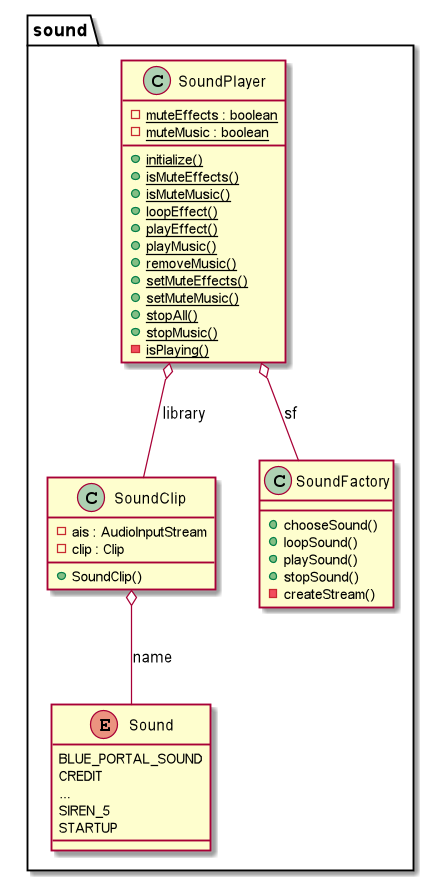 sound
C SoundPlayer
muteEffects : boolean
muteMusic : boolean
initialize()
isMuteEffects()
isMuteMusic()
loopEffect()
playEffect()
playMusic()
removeMusic()
setMuteEffects()
setMuteMusic()
stopAll()
stopMusic()
isPlaying()
library
sf
C SoundClip
ais : AudioInputStream
clip : Clip
SoundClip()
C SoundFactory
chooseSound()
loopSound()
playSound()
stopSound()
createStream()
name
E Sound
BLUE_PORTAL_SOUND
CREDIT
...
SIREN_5
STARTUP